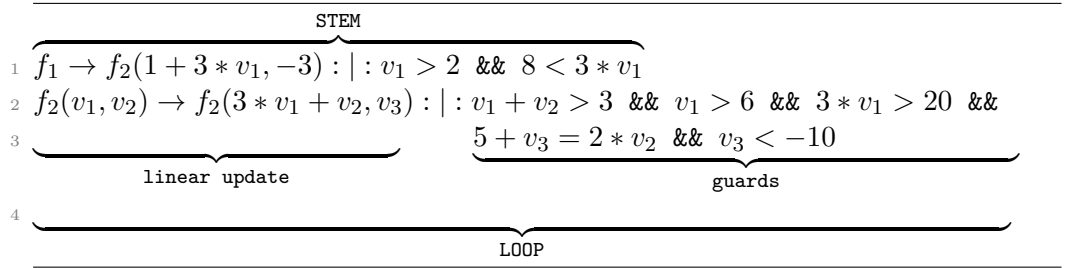 STEM
1 f₁ → f₂(1 + 3 * v₁, −3) : | : v₁ > 2 && 8 < 3 * v₁
2 f₂(v₁, v₂) → f₂(3 * v₁ + v₂, v₃) : | : v₁ + v₂ > 3 && v₁ > 6 && 3 * v₁ > 20 &&
3 5 + v₃ = 2 * v₂ && v₃ < −10
linear update guards
4
LOOP